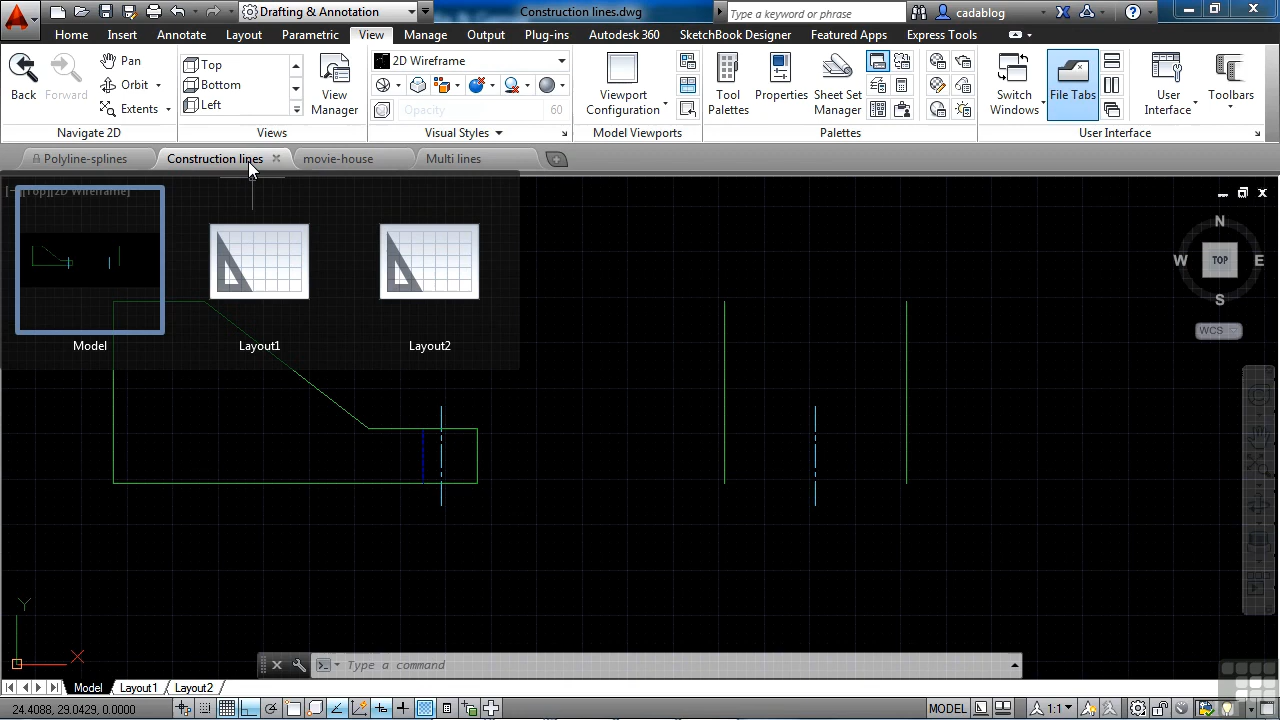 Drafting & Annotation
Construction lines.dwg
Type a keyword or phrase
cadablog
Home Insert Annotate Layout Parametric View Manage Output Plug-ins Autodesk 360 SketchBook Designer Featured Apps Express Tools
Back
Forward
Pan
Orbit
Extents
Navigate 2D
Top
Bottom
Left
View
Manager
Views
2D Wireframe
Opacity 60
Visual Styles
Viewport
Configuration
Model Viewports
Tool
Palettes
Properties
Sheet Set
Manager
Palettes
Switch
Windows
File Tabs
User
Interface
Toolbars
User Interface
Polyline-splines Construction lines movie-house Multi lines
[−][Top][2D Wireframe]
Model Layout1 Layout2
N
W TOP E
S
WCS
Y
X
Type a command
Model Layout1 Layout2
24.4088, 29.0429, 0.0000
MODEL
1:1